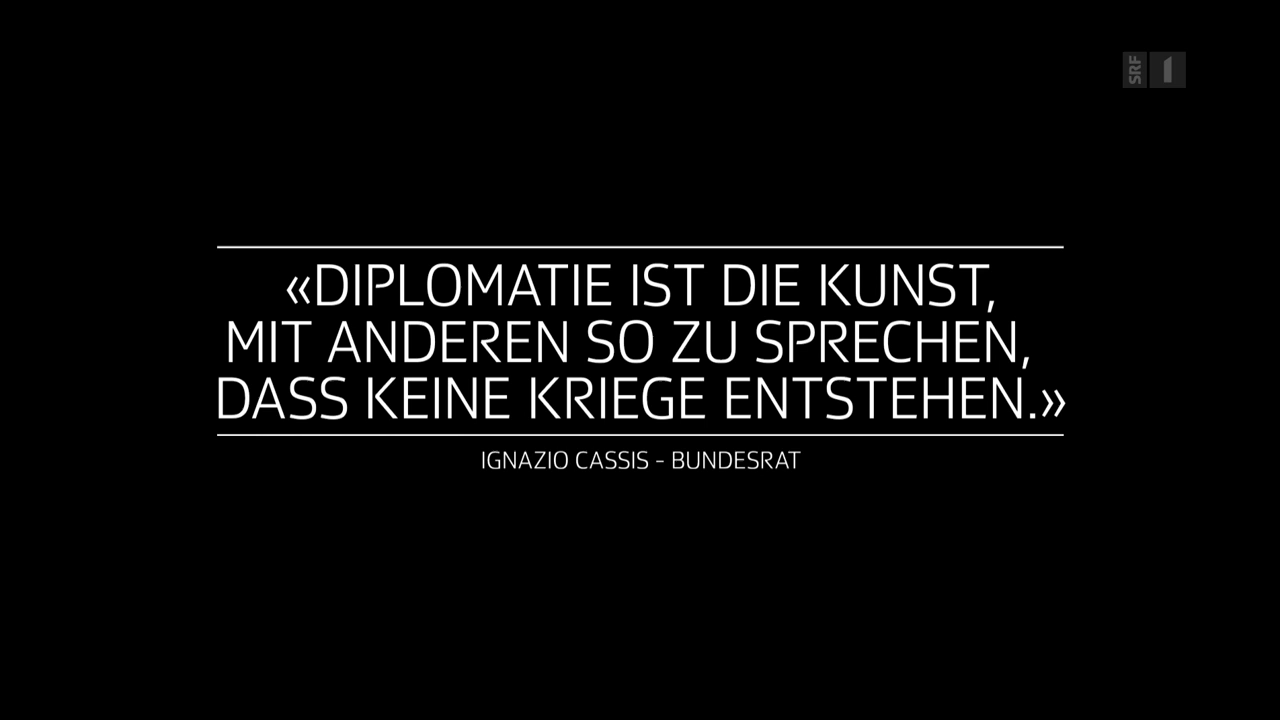 SRF 1
«DIPLOMATIE IST DIE KUNST,
MIT ANDEREN SO ZU SPRECHEN,
DASS KEINE KRIEGE ENTSTEHEN.»
IGNAZIO CASSIS – BUNDESRAT